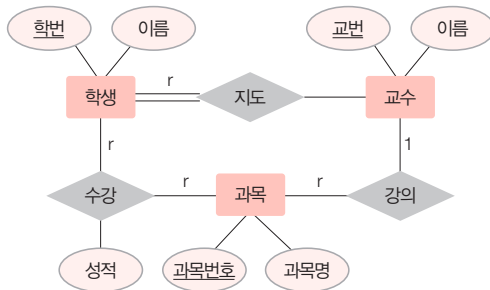 학번 이름 교번 이름
학생 r 지도 교수
r 1
수강 r 과목 r 강의
성적 과목번호 과목명